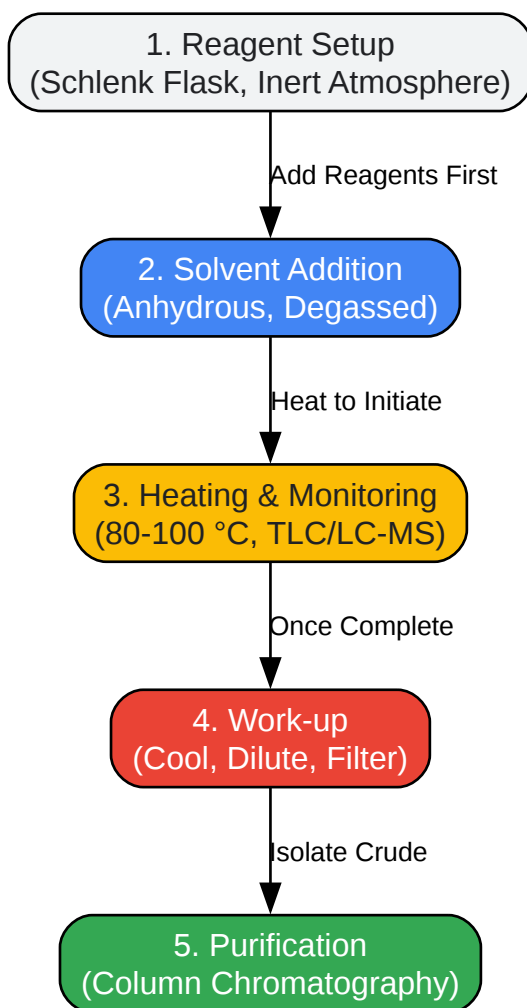 1. Reagent Setup
(Schlenk Flask, Inert Atmosphere)
Add Reagents First
2. Solvent Addition
(Anhydrous, Degassed)
Heat to Initiate
3. Heating & Monitoring
(80-100 °C, TLC/LC-MS)
Once Complete
4. Work-up
(Cool, Dilute, Filter)
Isolate Crude
5. Purification
(Column Chromatography)